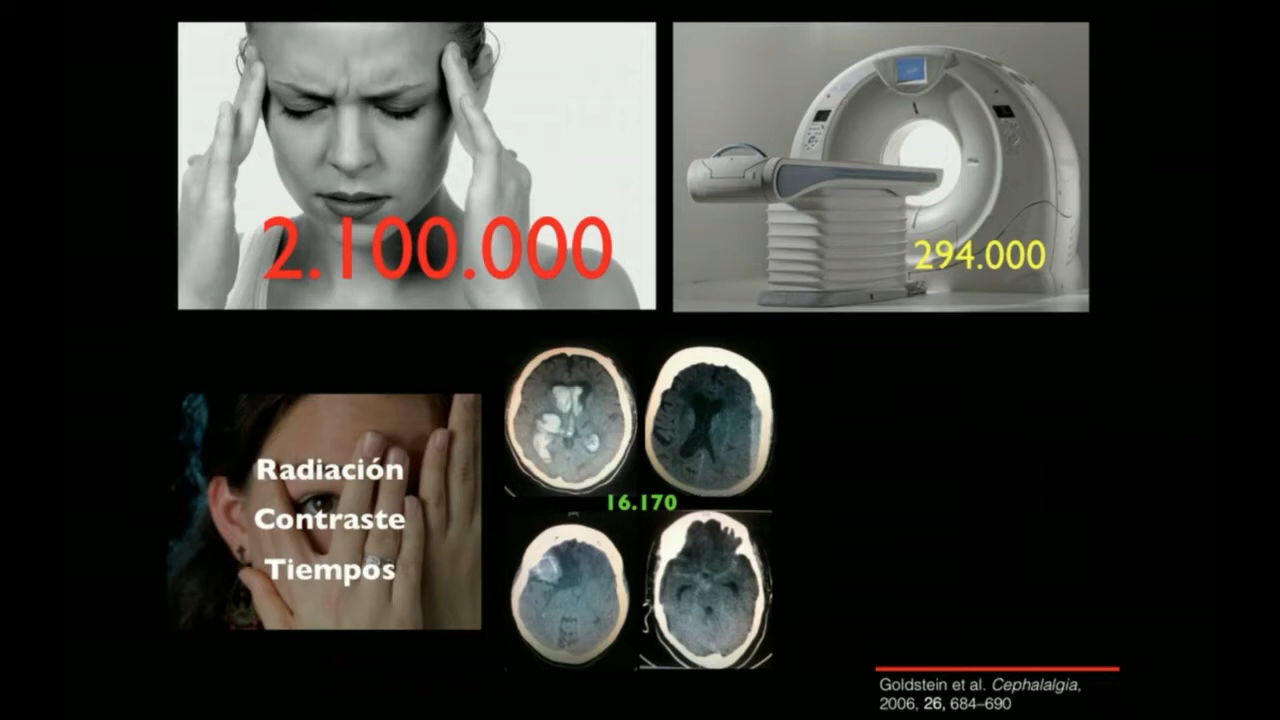 2.100.000
294.000
Radiación
Contraste
Tiempos
16.170
Goldstein et al. Cephalalgia,
2006, 26, 684–690